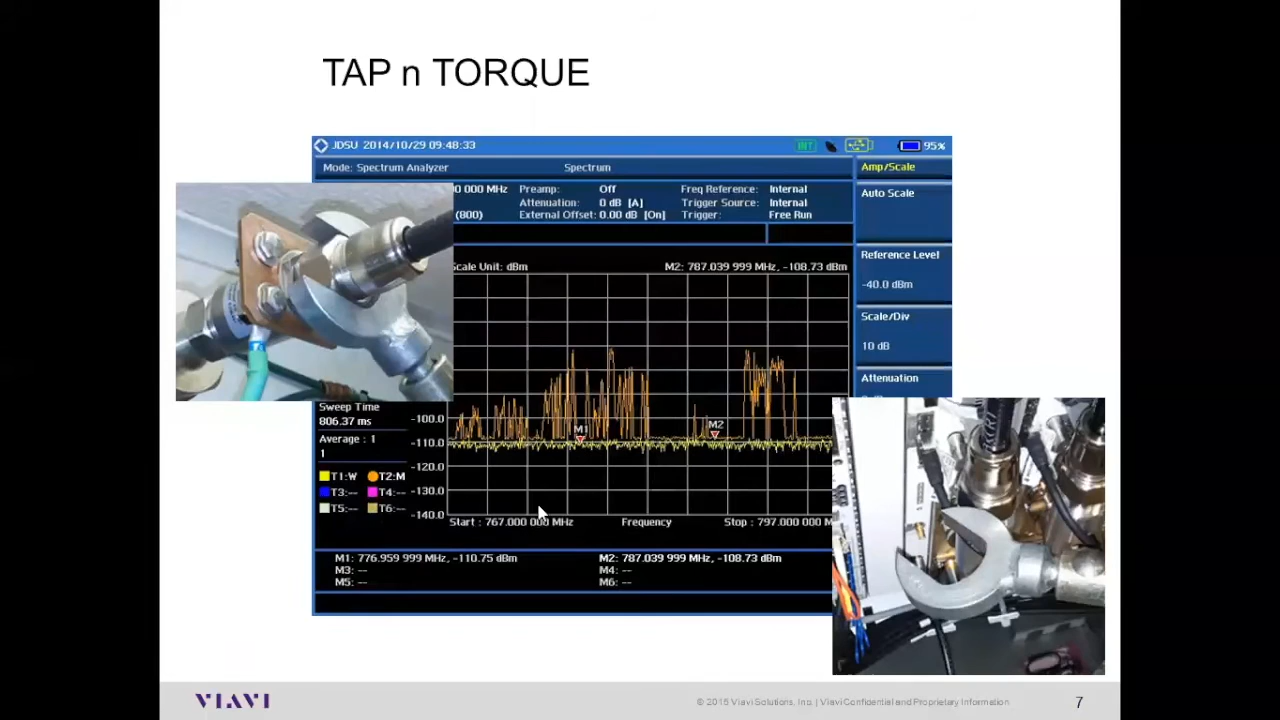 TAP n TORQUE
JDSU 2014/10/29 09:48:33
INT
95%
Mode: Spectrum Analyzer
Spectrum
Amp/Scale
00 000 MHz
Preamp: Off
Freq Reference: Internal
Auto Scale
Attenuation: 0 dB [A]
Trigger Source: Internal
(800)
External Offset: 0.00 dB [On]
Trigger: Free Run
Scale Unit: dBm
M2: 787.039 999 MHz, -108.73 dBm
Reference Level
-40.0 dBm
Scale/Div
10 dB
Attenuation
Sweep Time
806.37 ms
Average : 1
1
T1:W T2:M
T3:-- T4:--
T5:-- T6:--
-100.0
-110.0
-120.0
-130.0
-140.0
M1
M2
Start : 767.000 000 MHz
Frequency
Stop : 797.000 000 M
M1: 776.959 999 MHz, -110.75 dBm
M2: 787.039 999 MHz, -108.73 dBm
M3: --
M4: --
M5: --
M6: --
VIAVI
© 2015 Viavi Solutions, Inc. | Viavi Confidential and Proprietary Information
7